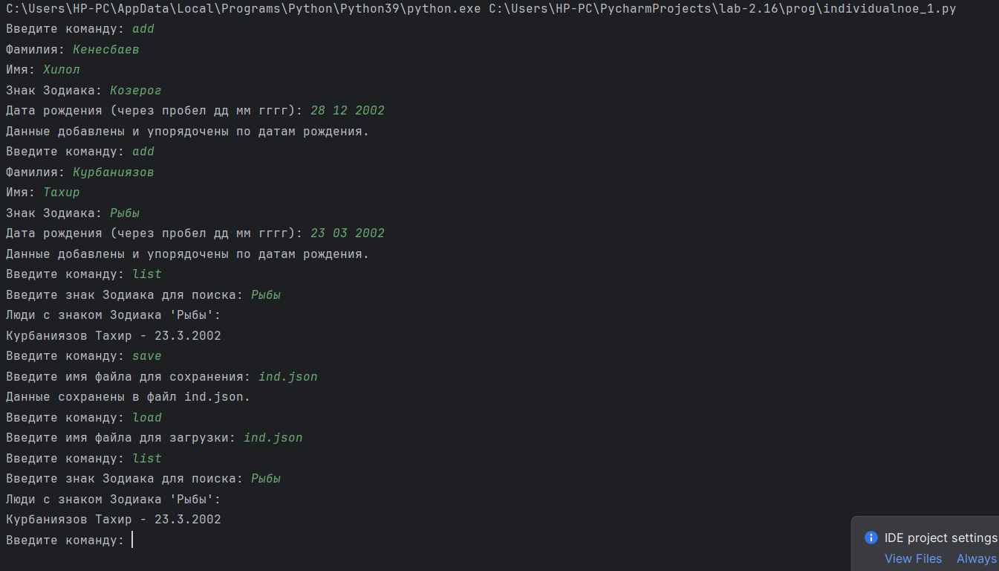 C:\Users\HP-PC\AppData\Local\Programs\Python\Python39\python.exe C:\Users\HP-PC\PycharmProjects\lab-2.16\prog\individualnoe_1.py
Введите команду: add
Фамилия: Кенесбаев
Имя: Хилол
Знак Зодиака: Козерог
Дата рождения (через пробел дд мм гггг): 28 12 2002
Данные добавлены и упорядочены по датам рождения.
Введите команду: add
Фамилия: Курбаниязов
Имя: Тахир
Знак Зодиака: Рыбы
Дата рождения (через пробел дд мм гггг): 23 03 2002
Данные добавлены и упорядочены по датам рождения.
Введите команду: list
Введите знак Зодиака для поиска: Рыбы
Люди с знаком Зодиака 'Рыбы':
Курбаниязов Тахир - 23.3.2002
Введите команду: save
Введите имя файла для сохранения: ind.json
Данные сохранены в файл ind.json.
Введите команду: load
Введите имя файла для загрузки: ind.json
Введите команду: list
Введите знак Зодиака для поиска: Рыбы
Люди с знаком Зодиака 'Рыбы':
Курбаниязов Тахир - 23.3.2002
Введите команду:
IDE project settings
View Files Always